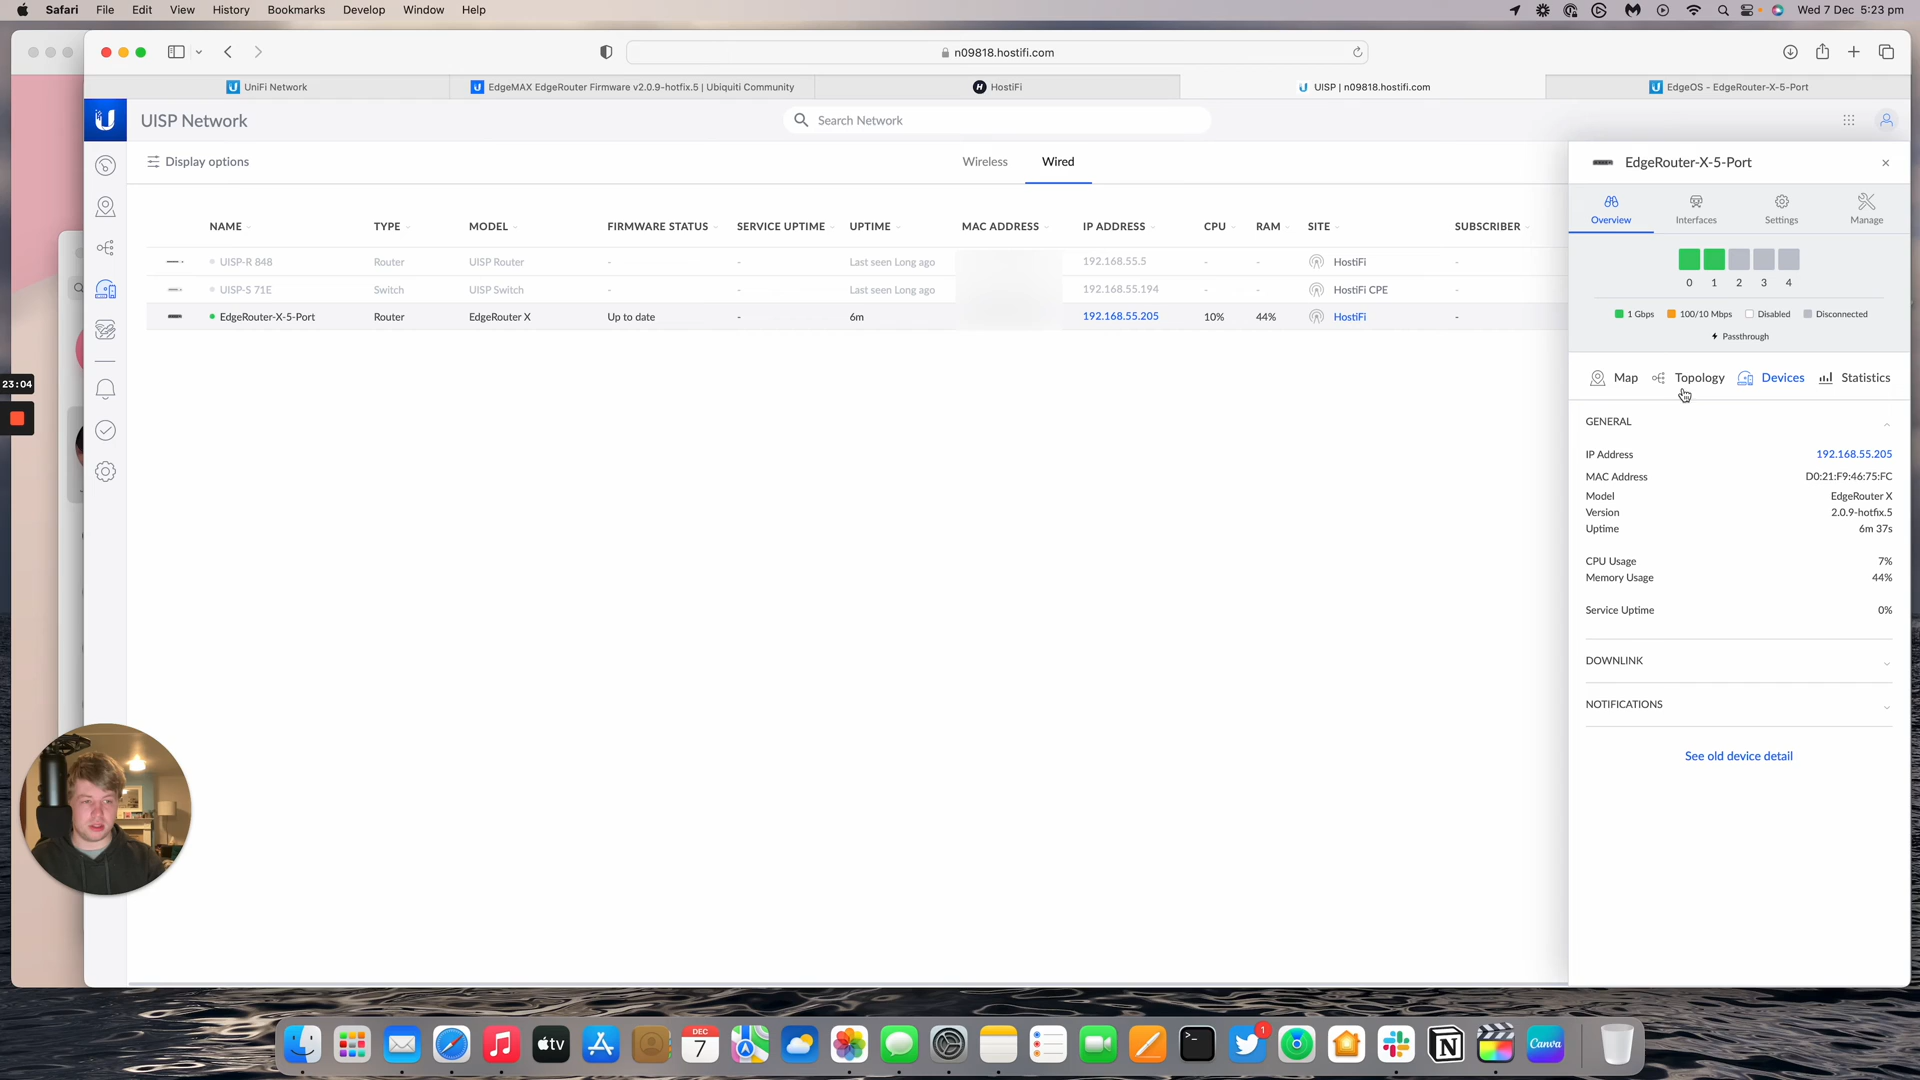 Safari File Edit View History Bookmarks Develop Window Help Wed 7 Dec 5:23 pm
n09818.hostifi.com
UniFi Network
EdgeMAX EdgeRouter Firmware v2.0.9-hotfix.5 | Ubiquiti Community
HostiFi
UISP | n09818.hostifi.com
EdgeOS - EdgeRouter-X-5-Port
UISP Network
Search Network
Display options
Wireless Wired
NAME TYPE MODEL FIRMWARE STATUS SERVICE UPTIME UPTIME MAC ADDRESS IP ADDRESS CPU RAM SITE SUBSCRIBER
UISP-R 848 Router UISP Router - - Last seen Long ago 192.168.55.5 - - HostiFi -
UISP-S 71E Switch UISP Switch - - Last seen Long ago 192.168.55.194 - - HostiFi CPE -
EdgeRouter-X-5-Port Router EdgeRouter X Up to date - 6m 192.168.55.205 10% 44% HostiFi -
EdgeRouter-X-5-Port
Overview Interfaces Settings Manage
0 1 2 3 4
1 Gbps 100/10 Mbps Disabled Disconnected
Passthrough
Map Topology Devices Statistics
GENERAL
IP Address 192.168.55.205
MAC Address D0:21:F9:46:75:FC
Model EdgeRouter X
Version 2.0.9-hotfix.5
Uptime 6m 37s
CPU Usage 7%
Memory Usage 44%
Service Uptime 0%
DOWNLINK
NOTIFICATIONS
See old device detail
23:04
tv
DEC
7
1
Canva